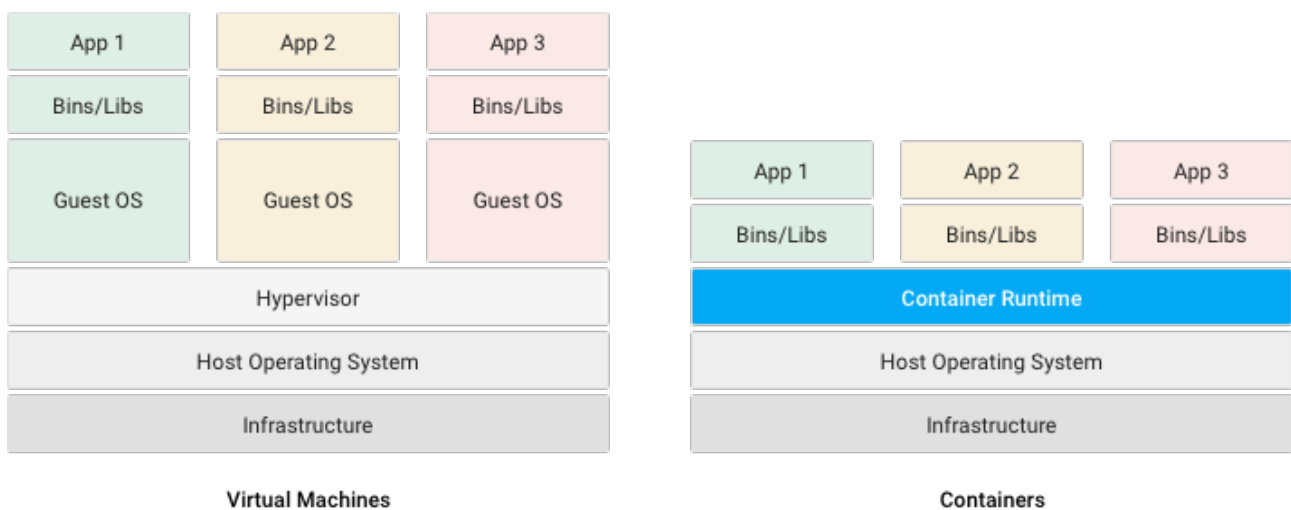 App 1
App 2
App 3
Bins/Libs
Bins/Libs
Bins/Libs
Guest OS
Guest OS
Guest OS
Hypervisor
Host Operating System
Infrastructure
Virtual Machines
App 1
App 2
App 3
Bins/Libs
Bins/Libs
Bins/Libs
Container Runtime
Host Operating System
Infrastructure
Containers